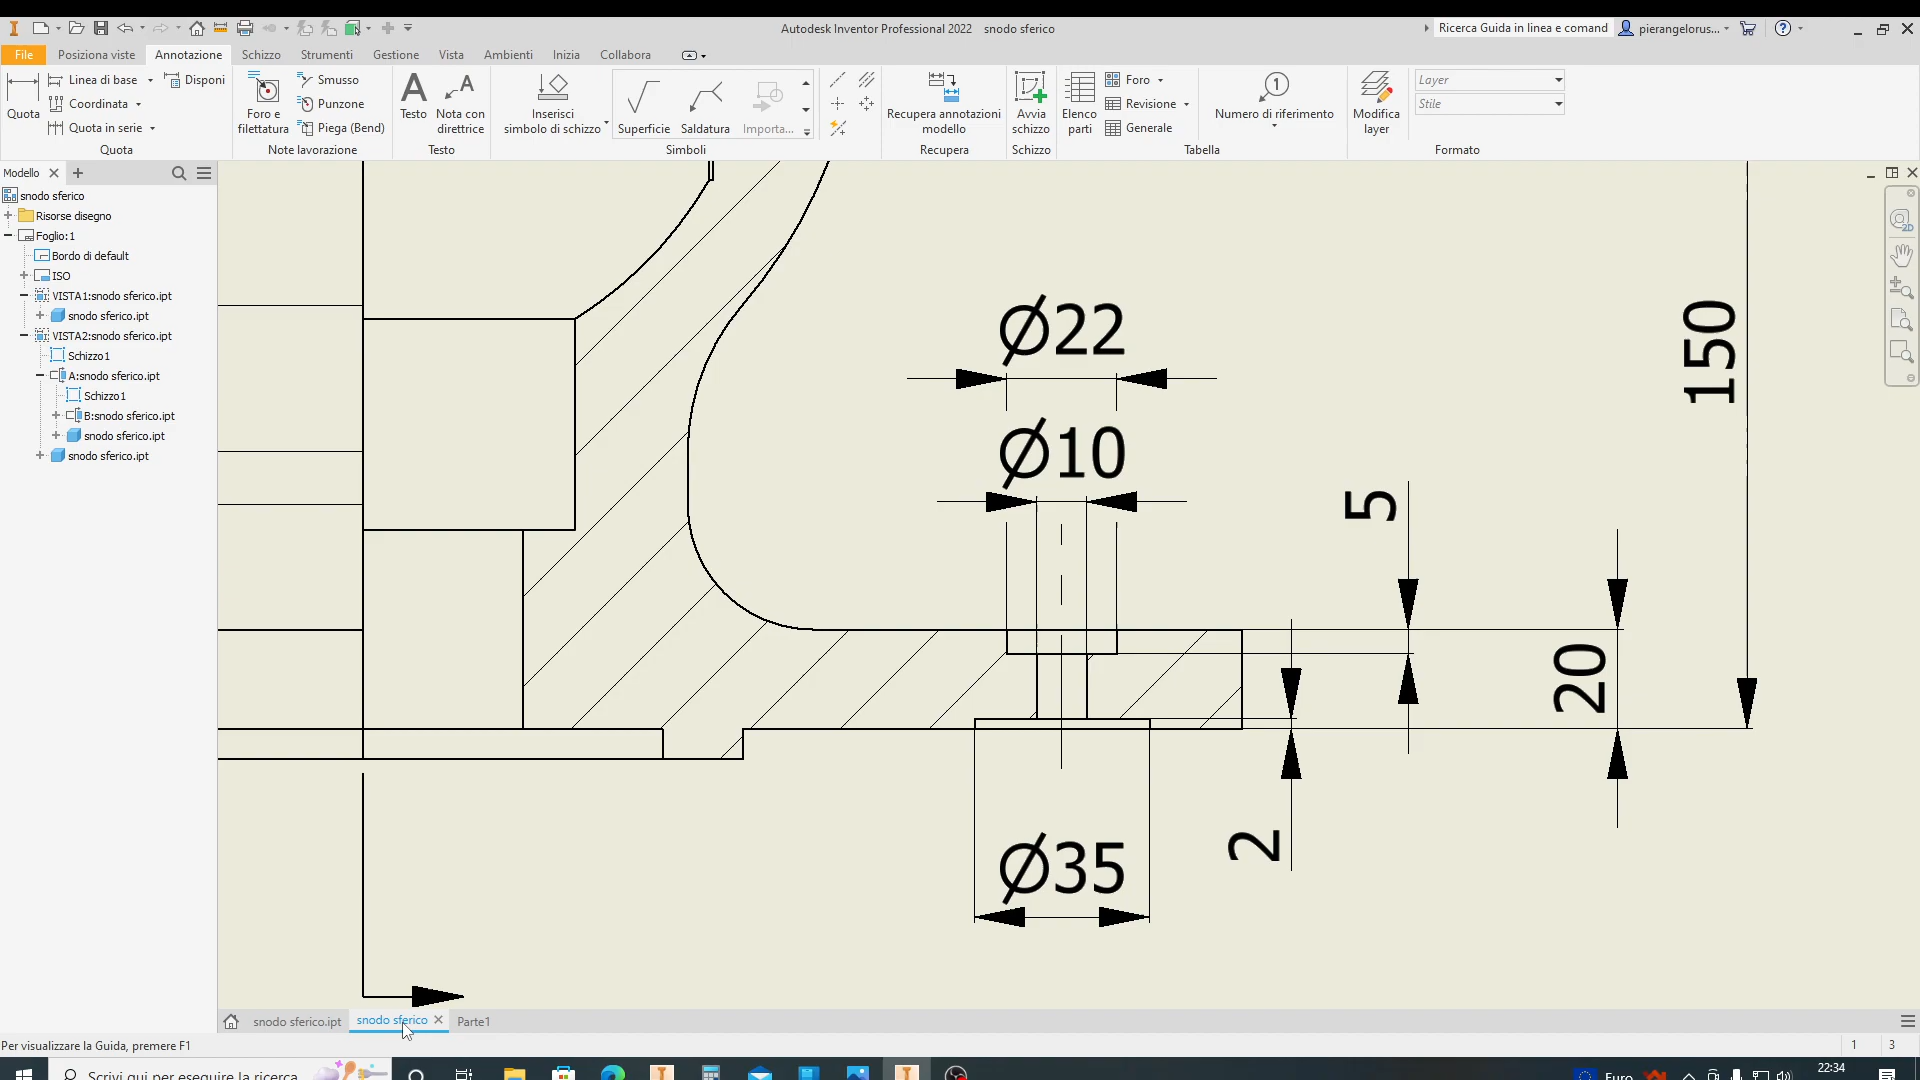 Autodesk Inventor Professional 2022 snodo sferico
Ricerca Guida in linea e comand
pierangelorus...
File Posiziona viste Annotazione Schizzo Strumenti Gestione Vista Ambienti Inizia Collabora
Quota
Linea di base
Coordinata
Quota in serie
Disponi
Quota
Foro e
filettatura
Smusso
Punzone
Piega (Bend)
Note lavorazione
Testo
Nota con
direttrice
Testo
Inserisci
simbolo di schizzo
Superficie
Saldatura
Importa...
Simboli
Recupera annotazioni
modello
Recupera
Avvia
schizzo
Schizzo
Elenco
parti
Foro
Revisione
Generale
Numero di riferimento
Tabella
Modifica
layer
Layer
Stile
Formato
Modello
snodo sferico
Risorse disegno
Foglio:1
Bordo di default
ISO
VISTA1:snodo sferico.ipt
snodo sferico.ipt
VISTA2:snodo sferico.ipt
Schizzo1
A:snodo sferico.ipt
Schizzo1
B:snodo sferico.ipt
snodo sferico.ipt
snodo sferico.ipt
Ø22
Ø10
150
5
20
2
Ø35
snodo sferico.ipt snodo sferico Parte1
Per visualizzare la Guida, premere F1
1 3
Scrivi qui per eseguire la ricerca
Euro
22:34